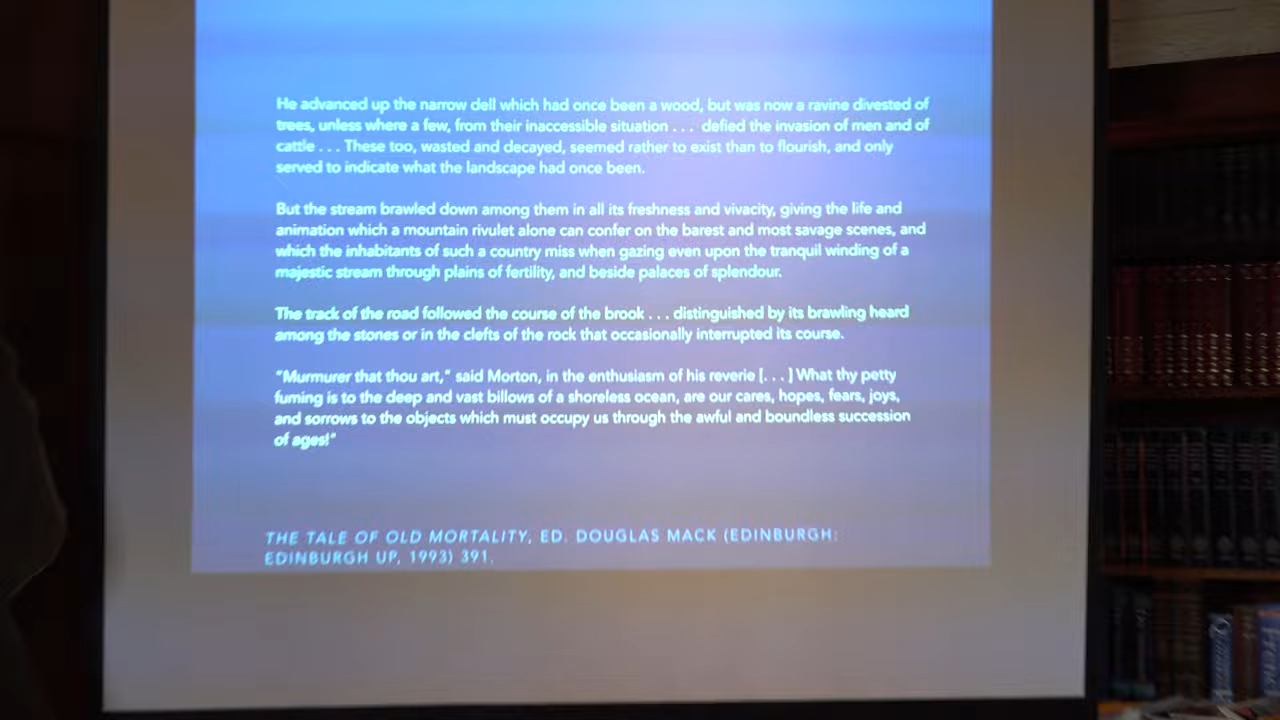 He advanced up the narrow dell which had once been a wood, but was now a ravine divested of
trees, unless where a few, from their inaccessible situation . . . defied the invasion of men and of
cattle . . . These too, wasted and decayed, seemed rather to exist than to flourish, and only
served to indicate what the landscape had once been.
But the stream brawled down among them in all its freshness and vivacity, giving the life and
animation which a mountain rivulet alone can confer on the barest and most savage scenes, and
which the inhabitants of such a country miss when gazing even upon the tranquil winding of a
majestic stream through plains of fertility, and beside palaces of splendour.
The track of the road followed the course of the brook . . . distinguished by its brawling heard
among the stones or in the clefts of the rock that occasionally interrupted its course.
"Murmurer that thou art," said Morton, in the enthusiasm of his reverie [. . . ] What thy petty
fuming is to the deep and vast billows of a shoreless ocean, are our cares, hopes, fears, joys,
and sorrows to the objects which must occupy us through the awful and boundless succession
of ages!"
THE TALE OF OLD MORTALITY, ED. DOUGLAS MACK (EDINBURGH:
EDINBURGH UP, 1993) 391.